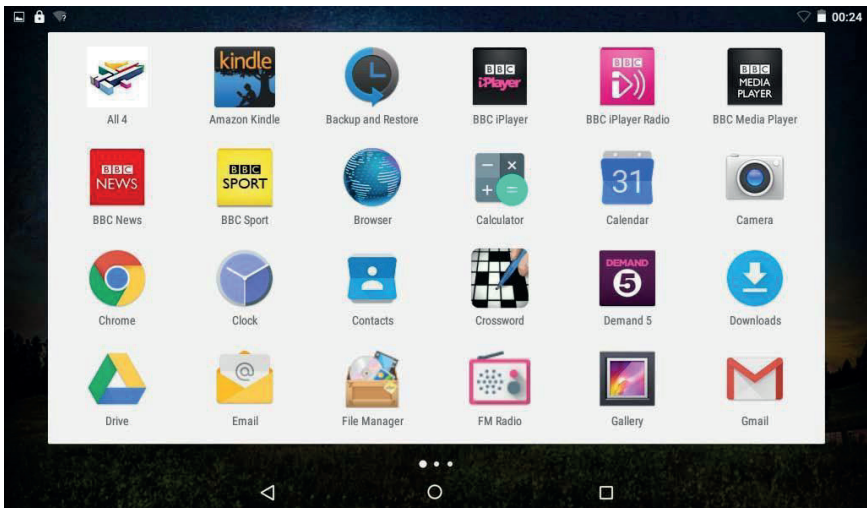 00:24
kindle
BBC
iPlayer
BBC
BBC
MEDIA
PLAYER
All 4
Amazon Kindle
Backup and Restore
BBC iPlayer
BBC iPlayer Radio
BBC Media Player
BBC
NEWS
BBC
SPORT
31
BBC News
BBC Sport
Browser
Calculator
Calendar
Camera
DEMAND
5
Chrome
Clock
Contacts
Crossword
Demand 5
Downloads
@
Drive
Email
File Manager
FM Radio
Gallery
Gmail